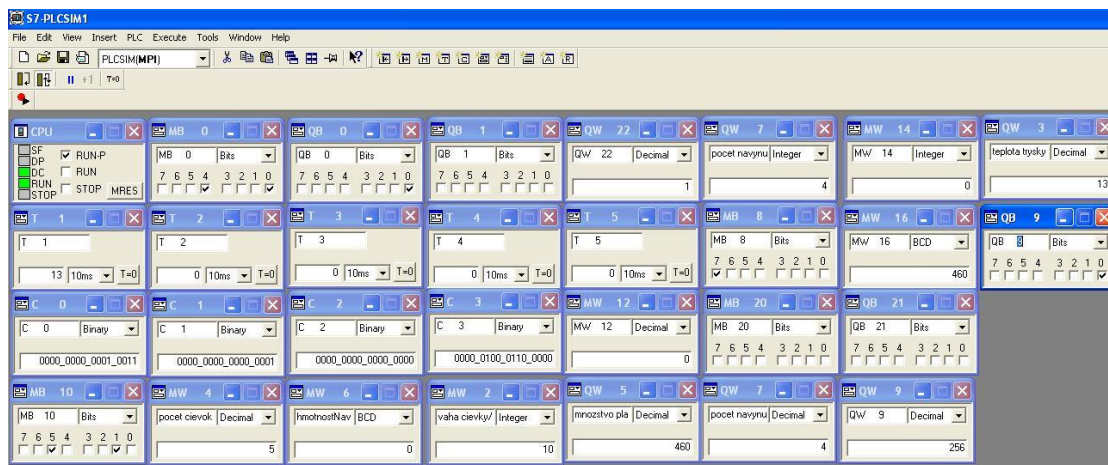 S7-PLCSIM1
File Edit View Insert PLC Execute Tools Window Help
PLCSIM(MPI)
+1 T=0
CPU MB 0 QB 0 QB 1 QW 22 QW 7 MW 14 QW 3
SF DP DC RUN STOP RUN-P RUN STOP MRES
MB 0 Bits QB 0 Bits QB 1 Bits QW 22 Decimal pocet navynu Integer MW 14 Integer teplota trysky Decimal
7 6 5 4 3 2 1 0 7 6 5 4 3 2 1 0 7 6 5 4 3 2 1 0 1 4 0 13
T 1 T 2 T 3 T 4 T 5 MB 8 MW 16 QB 9
T 1 T 2 T 3 T 4 T 5 MB 8 Bits MW 16 BCD QB 9 Bits
7 6 5 4 3 2 1 0 7 6 5 4 3 2 1 0
13 10ms T=0 0 10ms T=0 0 10ms T=0 0 10ms T=0 0 10ms T=0 460
C 0 C 1 C 2 C 3 MW 12 MB 20 QB 21
C 0 Binary C 1 Binary C 2 Binary C 3 Binary MW 12 Decimal MB 20 Bits QB 21 Bits
7 6 5 4 3 2 1 0 7 6 5 4 3 2 1 0
0000_0000_0001_0011 0000_0000_0000_0001 0000_0000_0000_0000 0000_0100_0110_0000 0
MB 10 MW 4 MW 6 MW 2 QW 5 QW 7 QW 9
MB 10 Bits pocet cievok Decimal hmotnostNav BCD vaha cievky/ Integer mnozstvo pla Decimal pocet navynu Decimal QW 9 Decimal
7 6 5 4 3 2 1 0 5 0 10 460 4 256